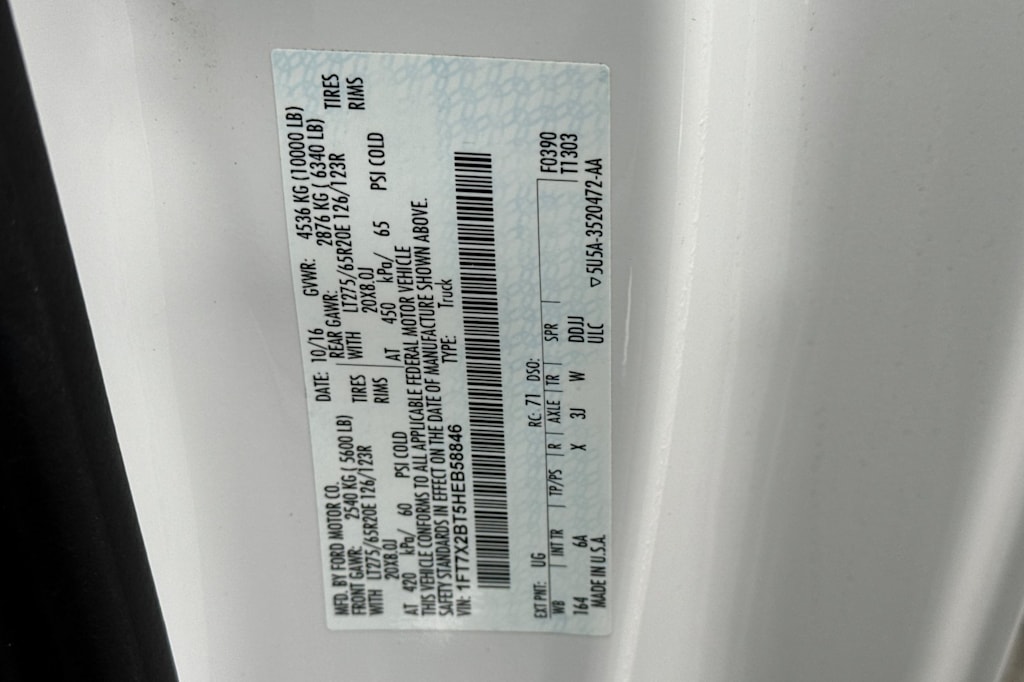 MFD. BY FORD MOTOR CO.
DATE: 10/16 GVWR: 4536 KG (10000 LB)
FRONT GAWR: 2540 KG ( 5600 LB) REAR GAWR: 2876 KG ( 6340 LB)
WITH LT275/65R20E 126/123R TIRES WITH LT275/65R20E 126/123R TIRES
20X8.0J RIMS 20X8.0J RIMS
AT 420 kPa/ 60 PSI COLD AT 450 kPa/ 65 PSI COLD
THIS VEHICLE CONFORMS TO ALL APPLICABLE FEDERAL MOTOR VEHICLE
SAFETY STANDARDS IN EFFECT ON THE DATE OF MANUFACTURE SHOWN ABOVE.
VIN: 1FT7X2BT5HEB58846 TYPE: Truck
EXT PNT: UG RC: 71 DSO: F0390
WB INT TR TP/PS R AXLE TR SPR T1303
164 6A X 3J W DDJJ
MADE IN U.S.A. ULC ▽5U5A-3520472-AA